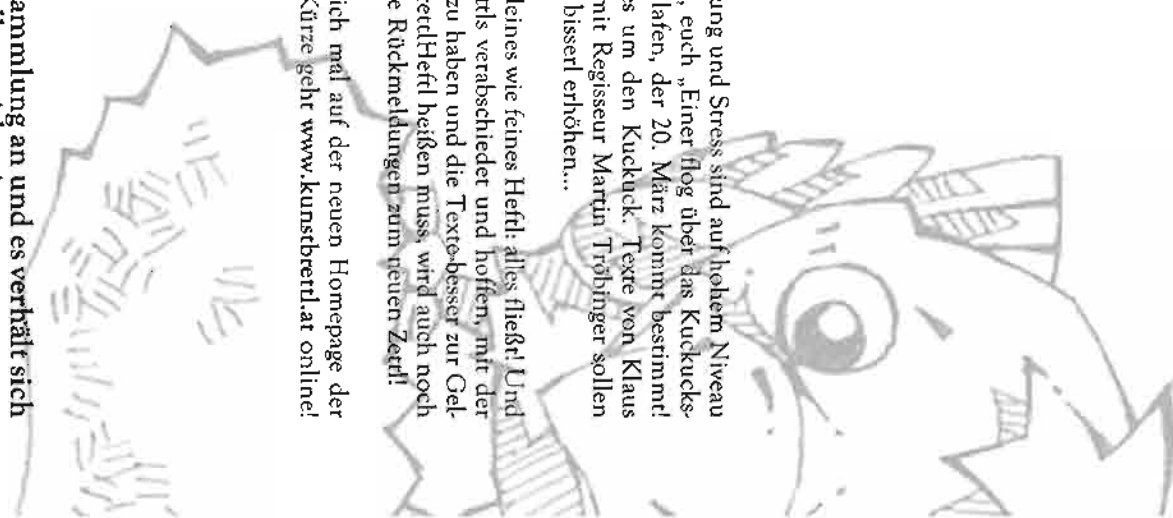 ung und Stress sind auf hohem Niveau
, euch „Einer flog über das Kuckucks-
lafen, der 20. März kommt bestimmt!
es um den Kuckuck. Texte von Klaus
mit Regisseur Martin Tröbinger sollen
bisserl erhöhen...
leines wie feines Heftl: alles fließt! Und
ttls verabschiedet und hoffen, mit der
zu haben und die Texte besser zur Gel-
rettlHeftl heißen muss, wird auch noch
e Rückmeldungen zum neuen Zettl!
ich mal auf der neuen Homepage der
Kürze geht www.kunstbrettl.at online!
ammlung an und es verhält sich